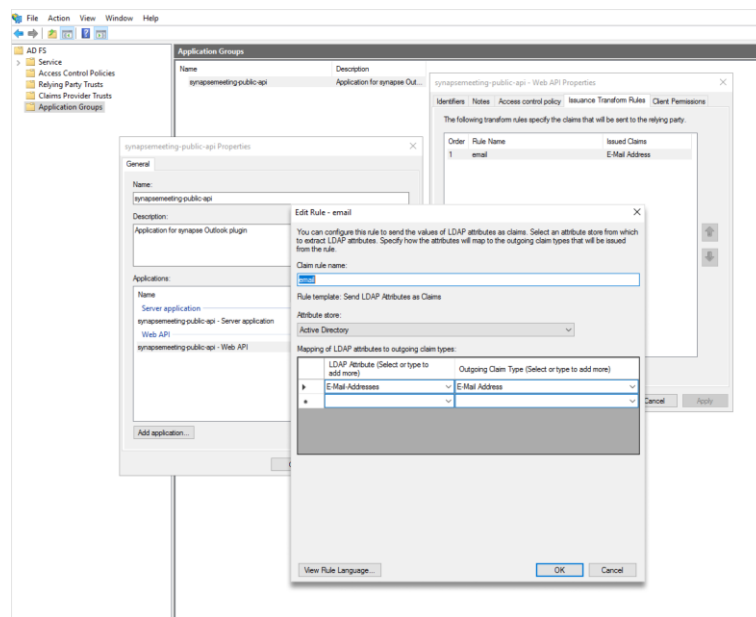 File Action View Window Help
AD FS
Service
Access Control Policies
Relying Party Trusts
Claims Provider Trusts
Application Groups
Application Groups
Name Description
synapsemeeting-public-api Application for synapse Out...
synapsemeeting-public-api - Web API Properties
Identifiers Notes Access control policy Issuance Transform Rules Client Permissions
The following transform rules specify the claims that will be sent to the relying party.
Order Rule Name Issued Claims
1 email E-Mail Address
Cancel Apply
synapsemeeting-public-api Properties
General
Name:
synapsemeeting-public-api
Description:
Application for synapse Outlook plugin
Applications:
Name
Server application
synapsemeeting-public-api - Server application
Web API
synapsemeeting-public-api - Web API
Add application...
Edit Rule - email
You can configure this rule to send the values of LDAP attributes as claims. Select an attribute store from which
to extract LDAP attributes. Specify how the attributes will map to the outgoing claim types that will be issued
from the rule.
Claim rule name:
email
Rule template: Send LDAP Attributes as Claims
Attribute store:
Active Directory
Mapping of LDAP attributes to outgoing claim types:
LDAP Attribute (Select or type to
add more)
Outgoing Claim Type (Select or type to add more)
E-Mail-Addresses E-Mail Address
View Rule Language... OK Cancel